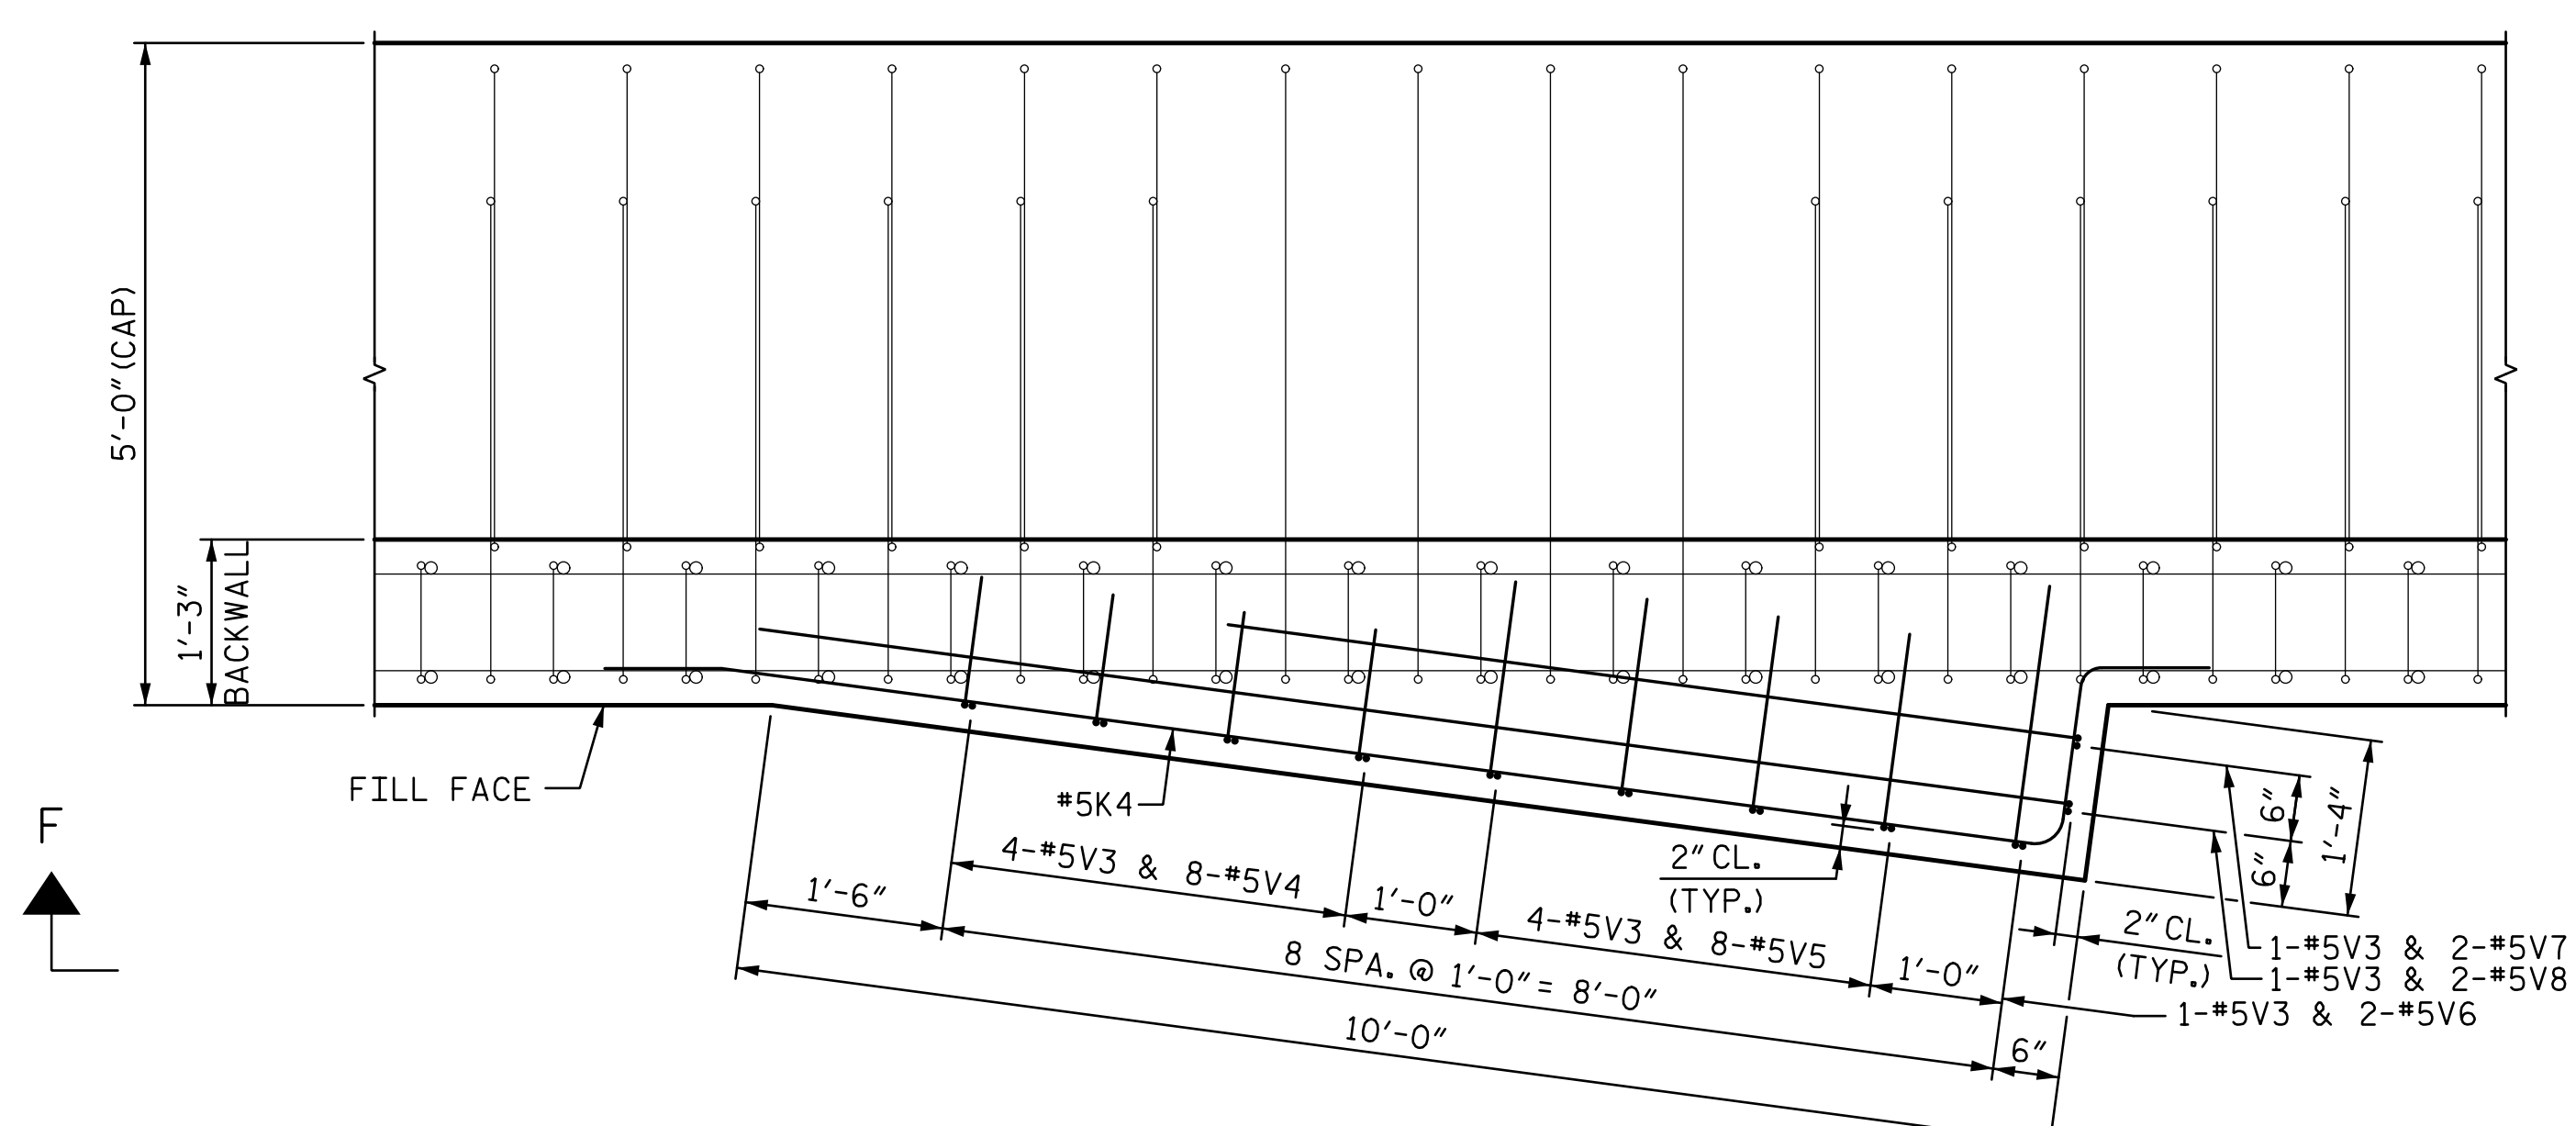 5'-0" (CAP)
1'-3"
BACKWALL
FILL FACE
F
#5K4
4-#5V3 & 8-#5V4
1'-6"
1'-0"
2" CL.
(TYP.)
4-#5V3 & 8-#5V5
8 SPA. @ 1'-0" = 8'-0"
1'-0"
10'-0"
6"
6"
6"
1'-4"
2" CL.
(TYP.)
1-#5V3 & 2-#5V7
1-#5V3 & 2-#5V8
1-#5V3 & 2-#5V6